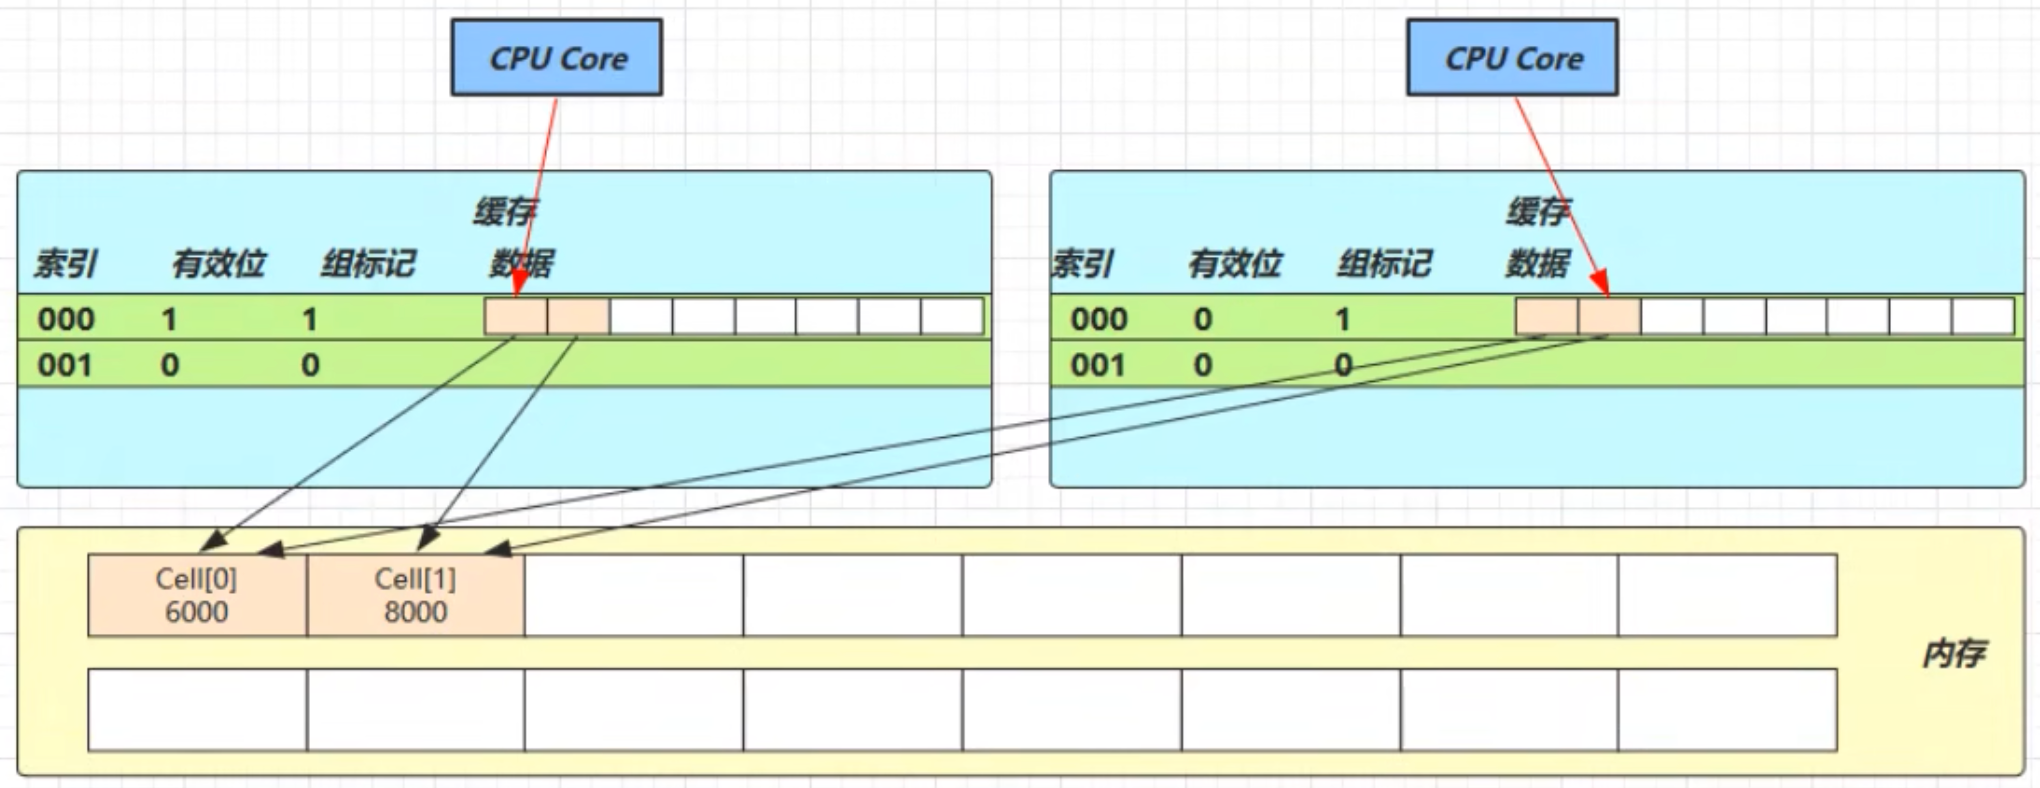 CPU Core
CPU Core
缓存
索引 有效位 组标记 数据
000 1 1
001 0 0
缓存
索引 有效位 组标记 数据
000 0 1
001 0 0
Cell[0]
6000
Cell[1]
8000
内存